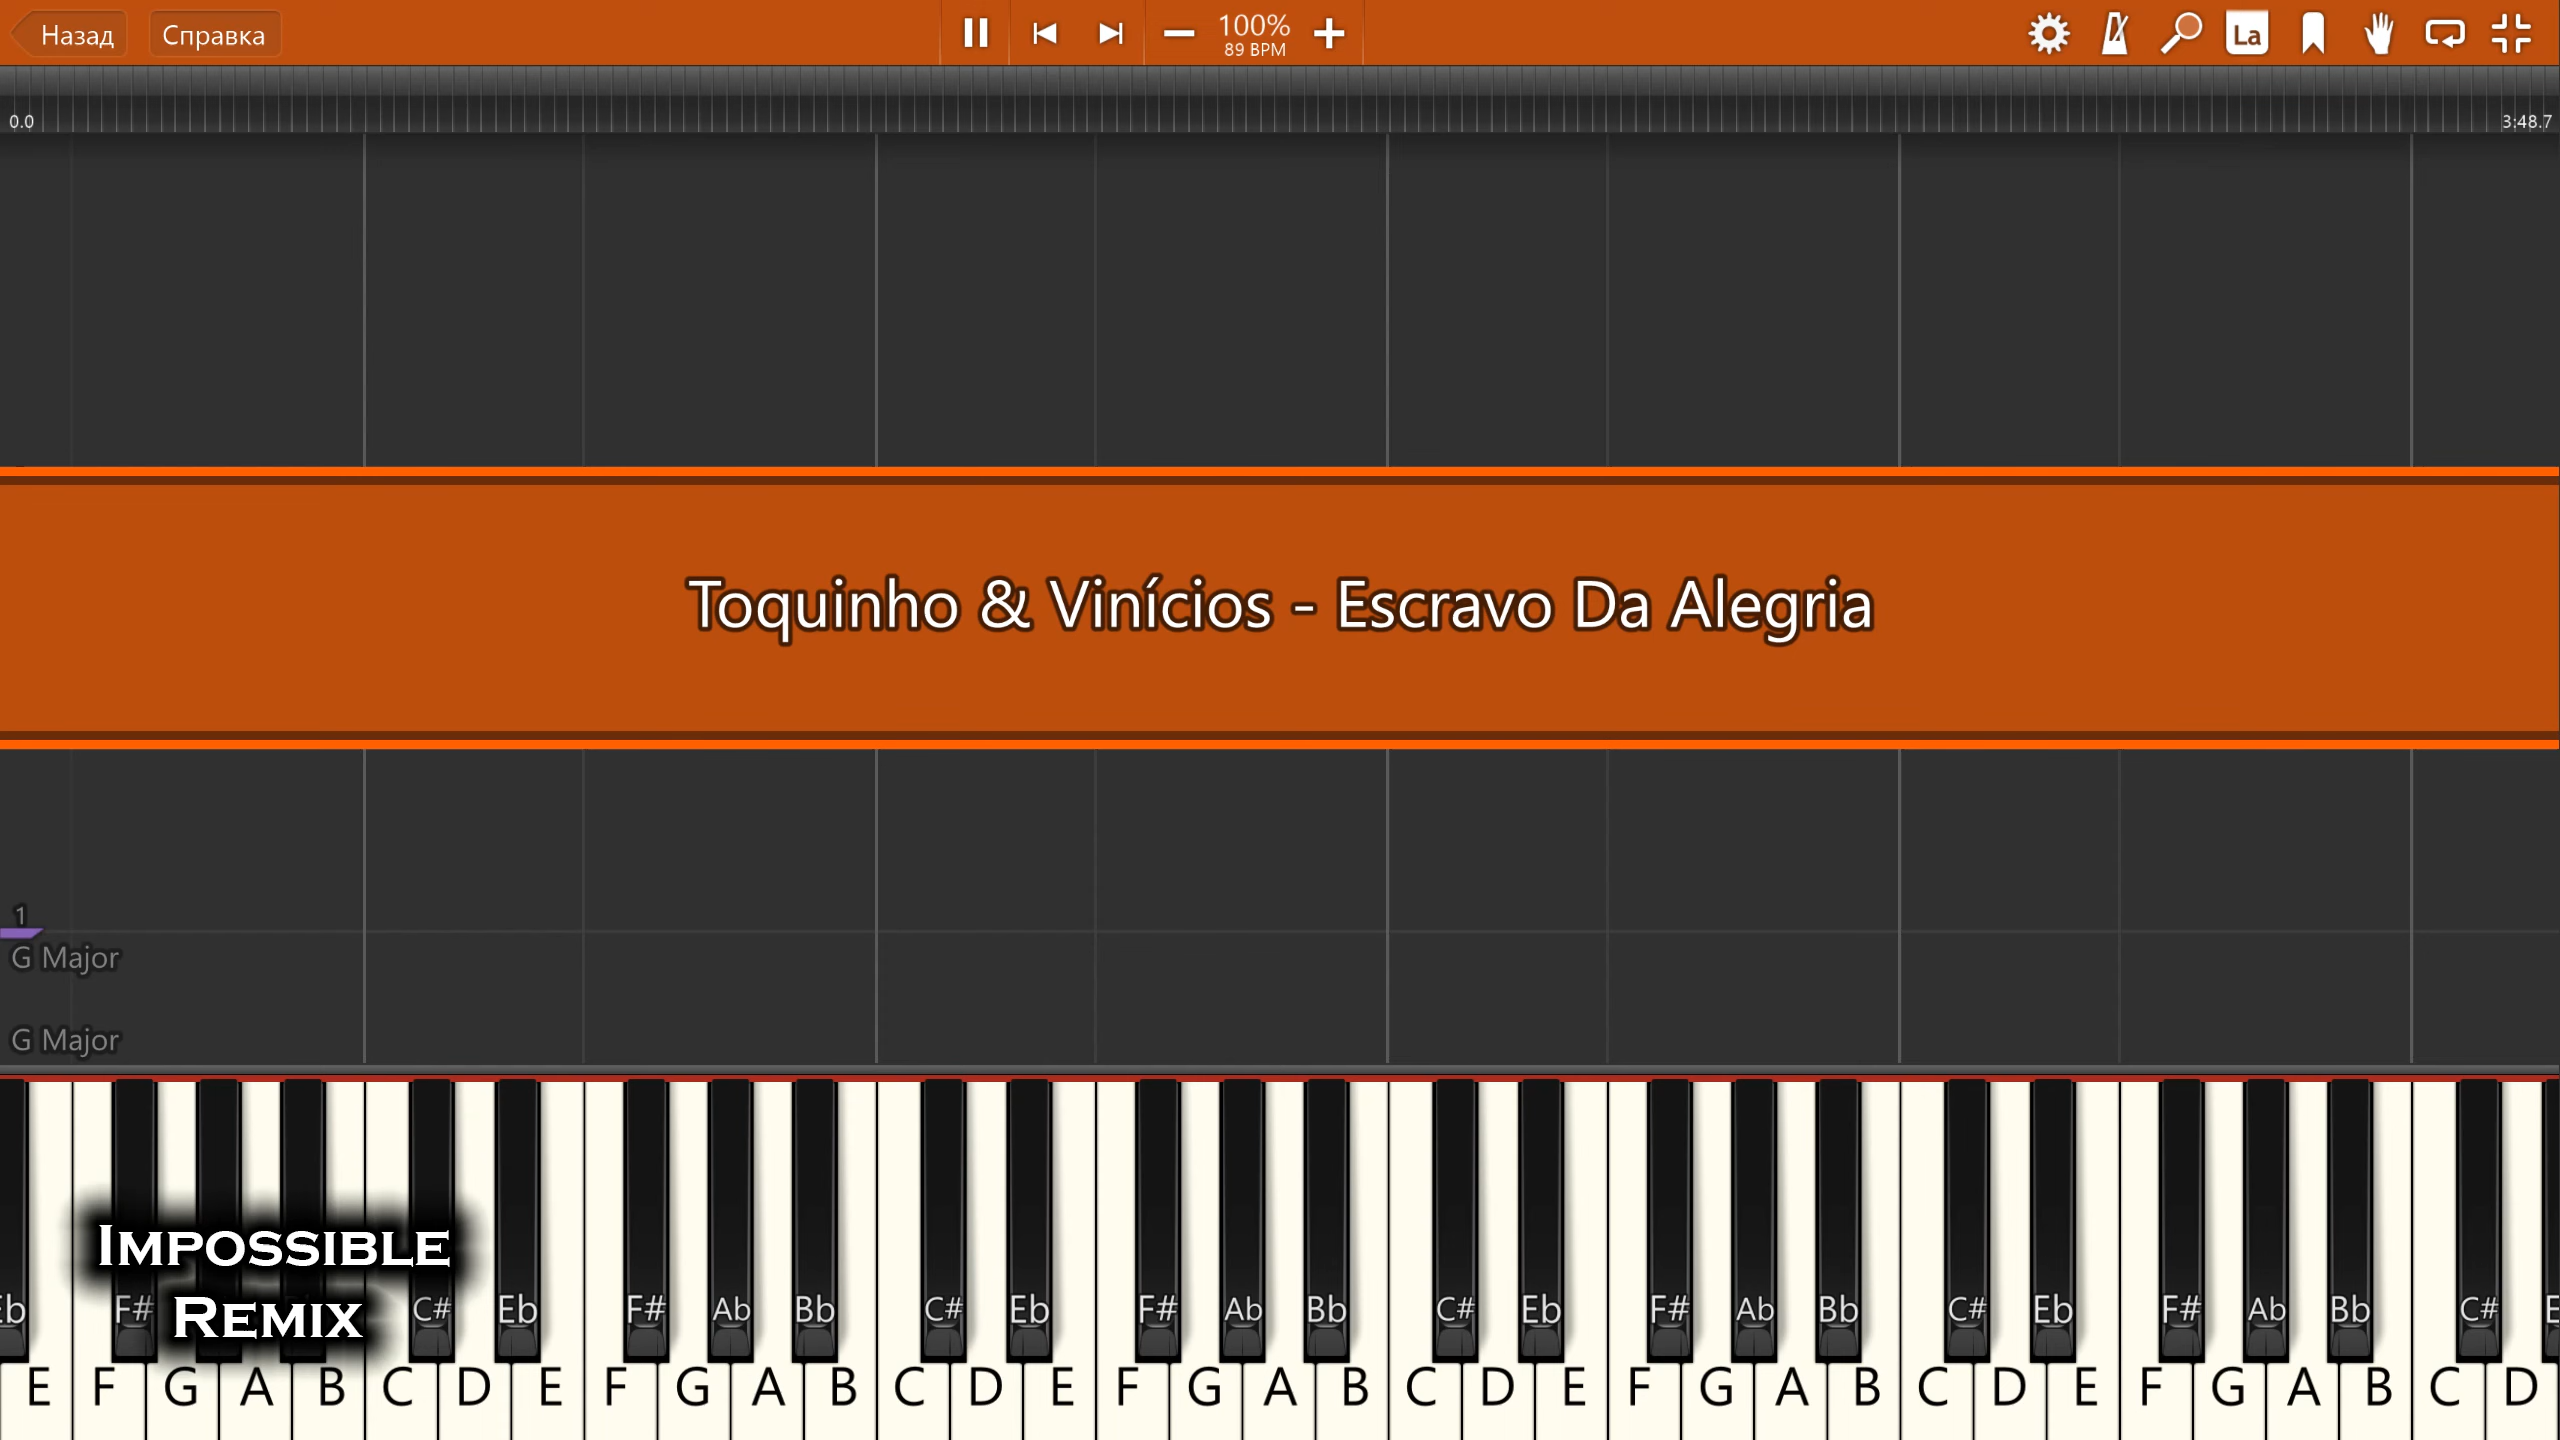 Назад Справка 100% 89 BPM La
0.0 3:48.7
Toquinho & Vinícios - Escravo Da Alegria
1
G Major
G Major
Impossible
Remix
Eb F# C# Eb F# Ab Bb C# Eb F# Ab Bb C# Eb F# Ab Bb C# Eb F# Ab Bb C# E
E F G A B C D E F G A B C D E F G A B C D E F G A B C D E F G A B C D